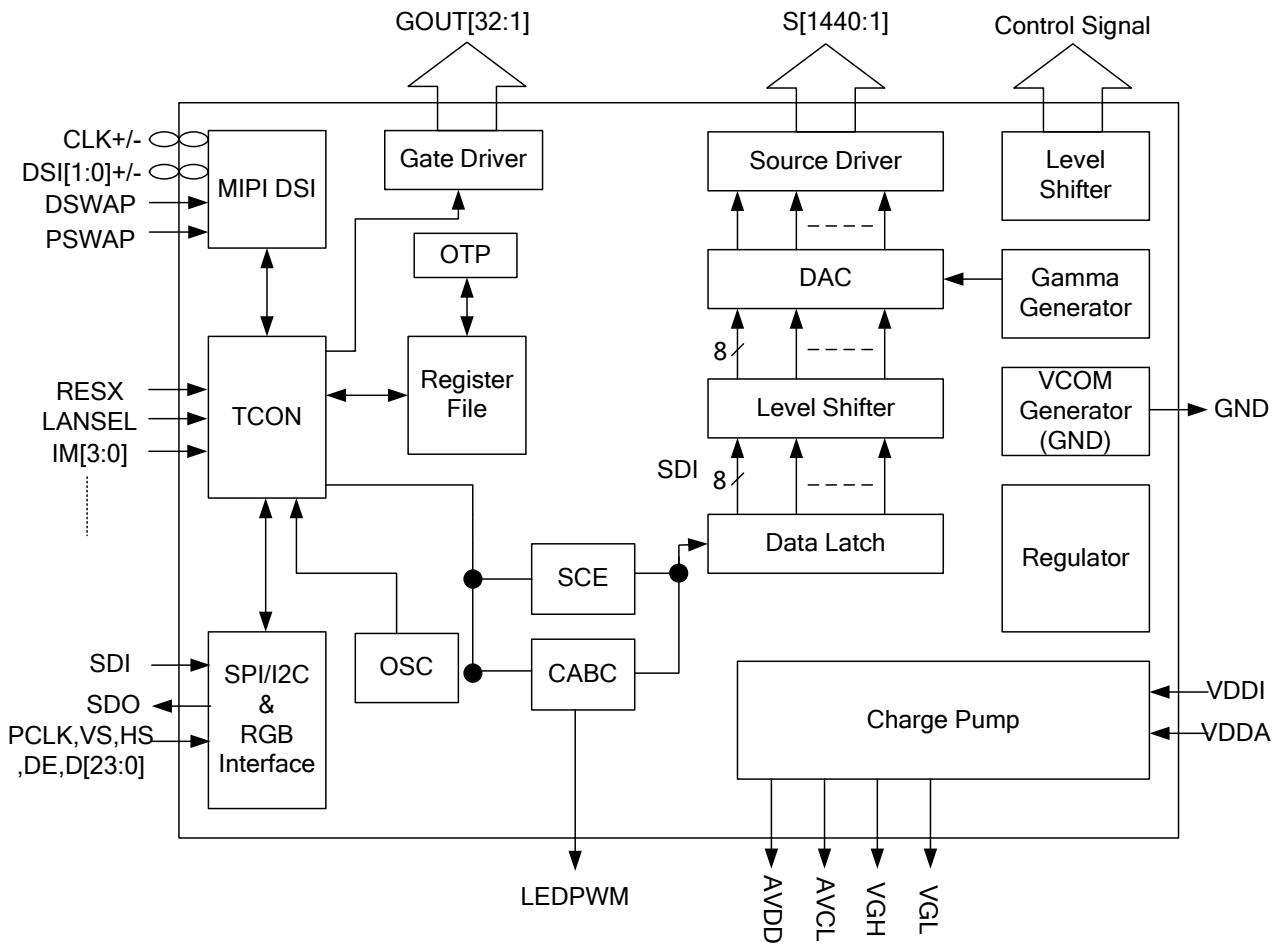 GOUT[32:1]
S[1440:1]
Control Signal
CLK+/-
DSI[1:0]+/-
DSWAP
PSWAP
MIPI DSI
Gate Driver
Source Driver
Level
Shifter
OTP
DAC
Gamma
Generator
8
RESX
LANSEL
IM[3:0]
TCON
Register
File
Level Shifter
VCOM
Generator
(GND)
GND
SDI
8
Data Latch
Regulator
SCE
OSC
CABC
SDI
SDO
PCLK,VS,HS
,DE,D[23:0]
SPI/I2C
&
RGB
Interface
Charge Pump
VDDI
VDDA
LEDPWM
AVDD
AVCL
VGH
VGL